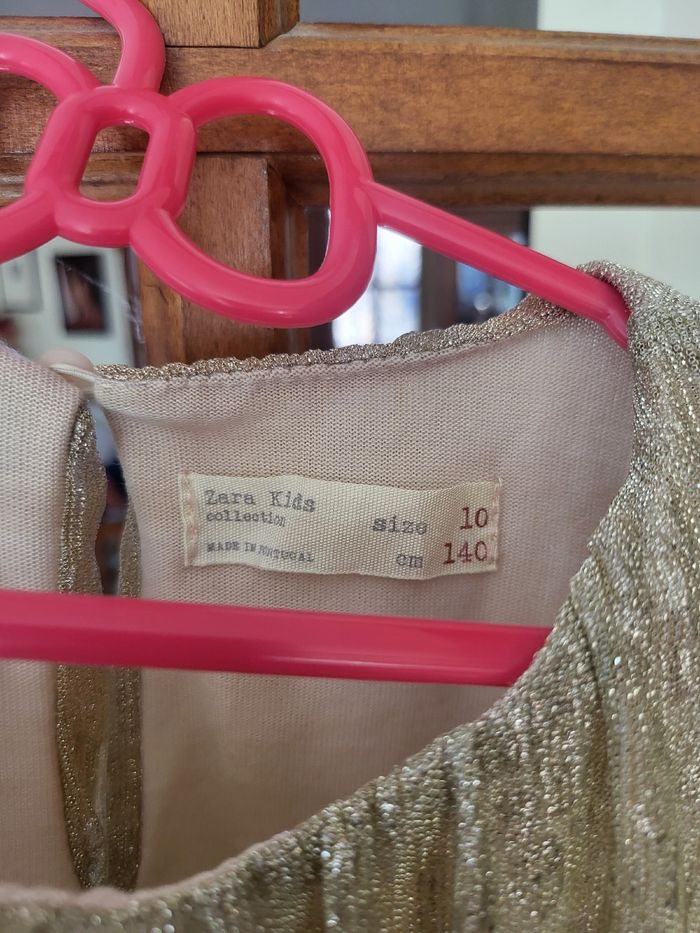 Zara Kids
collection
size 10
MADE IN PORTUGAL
cm 140